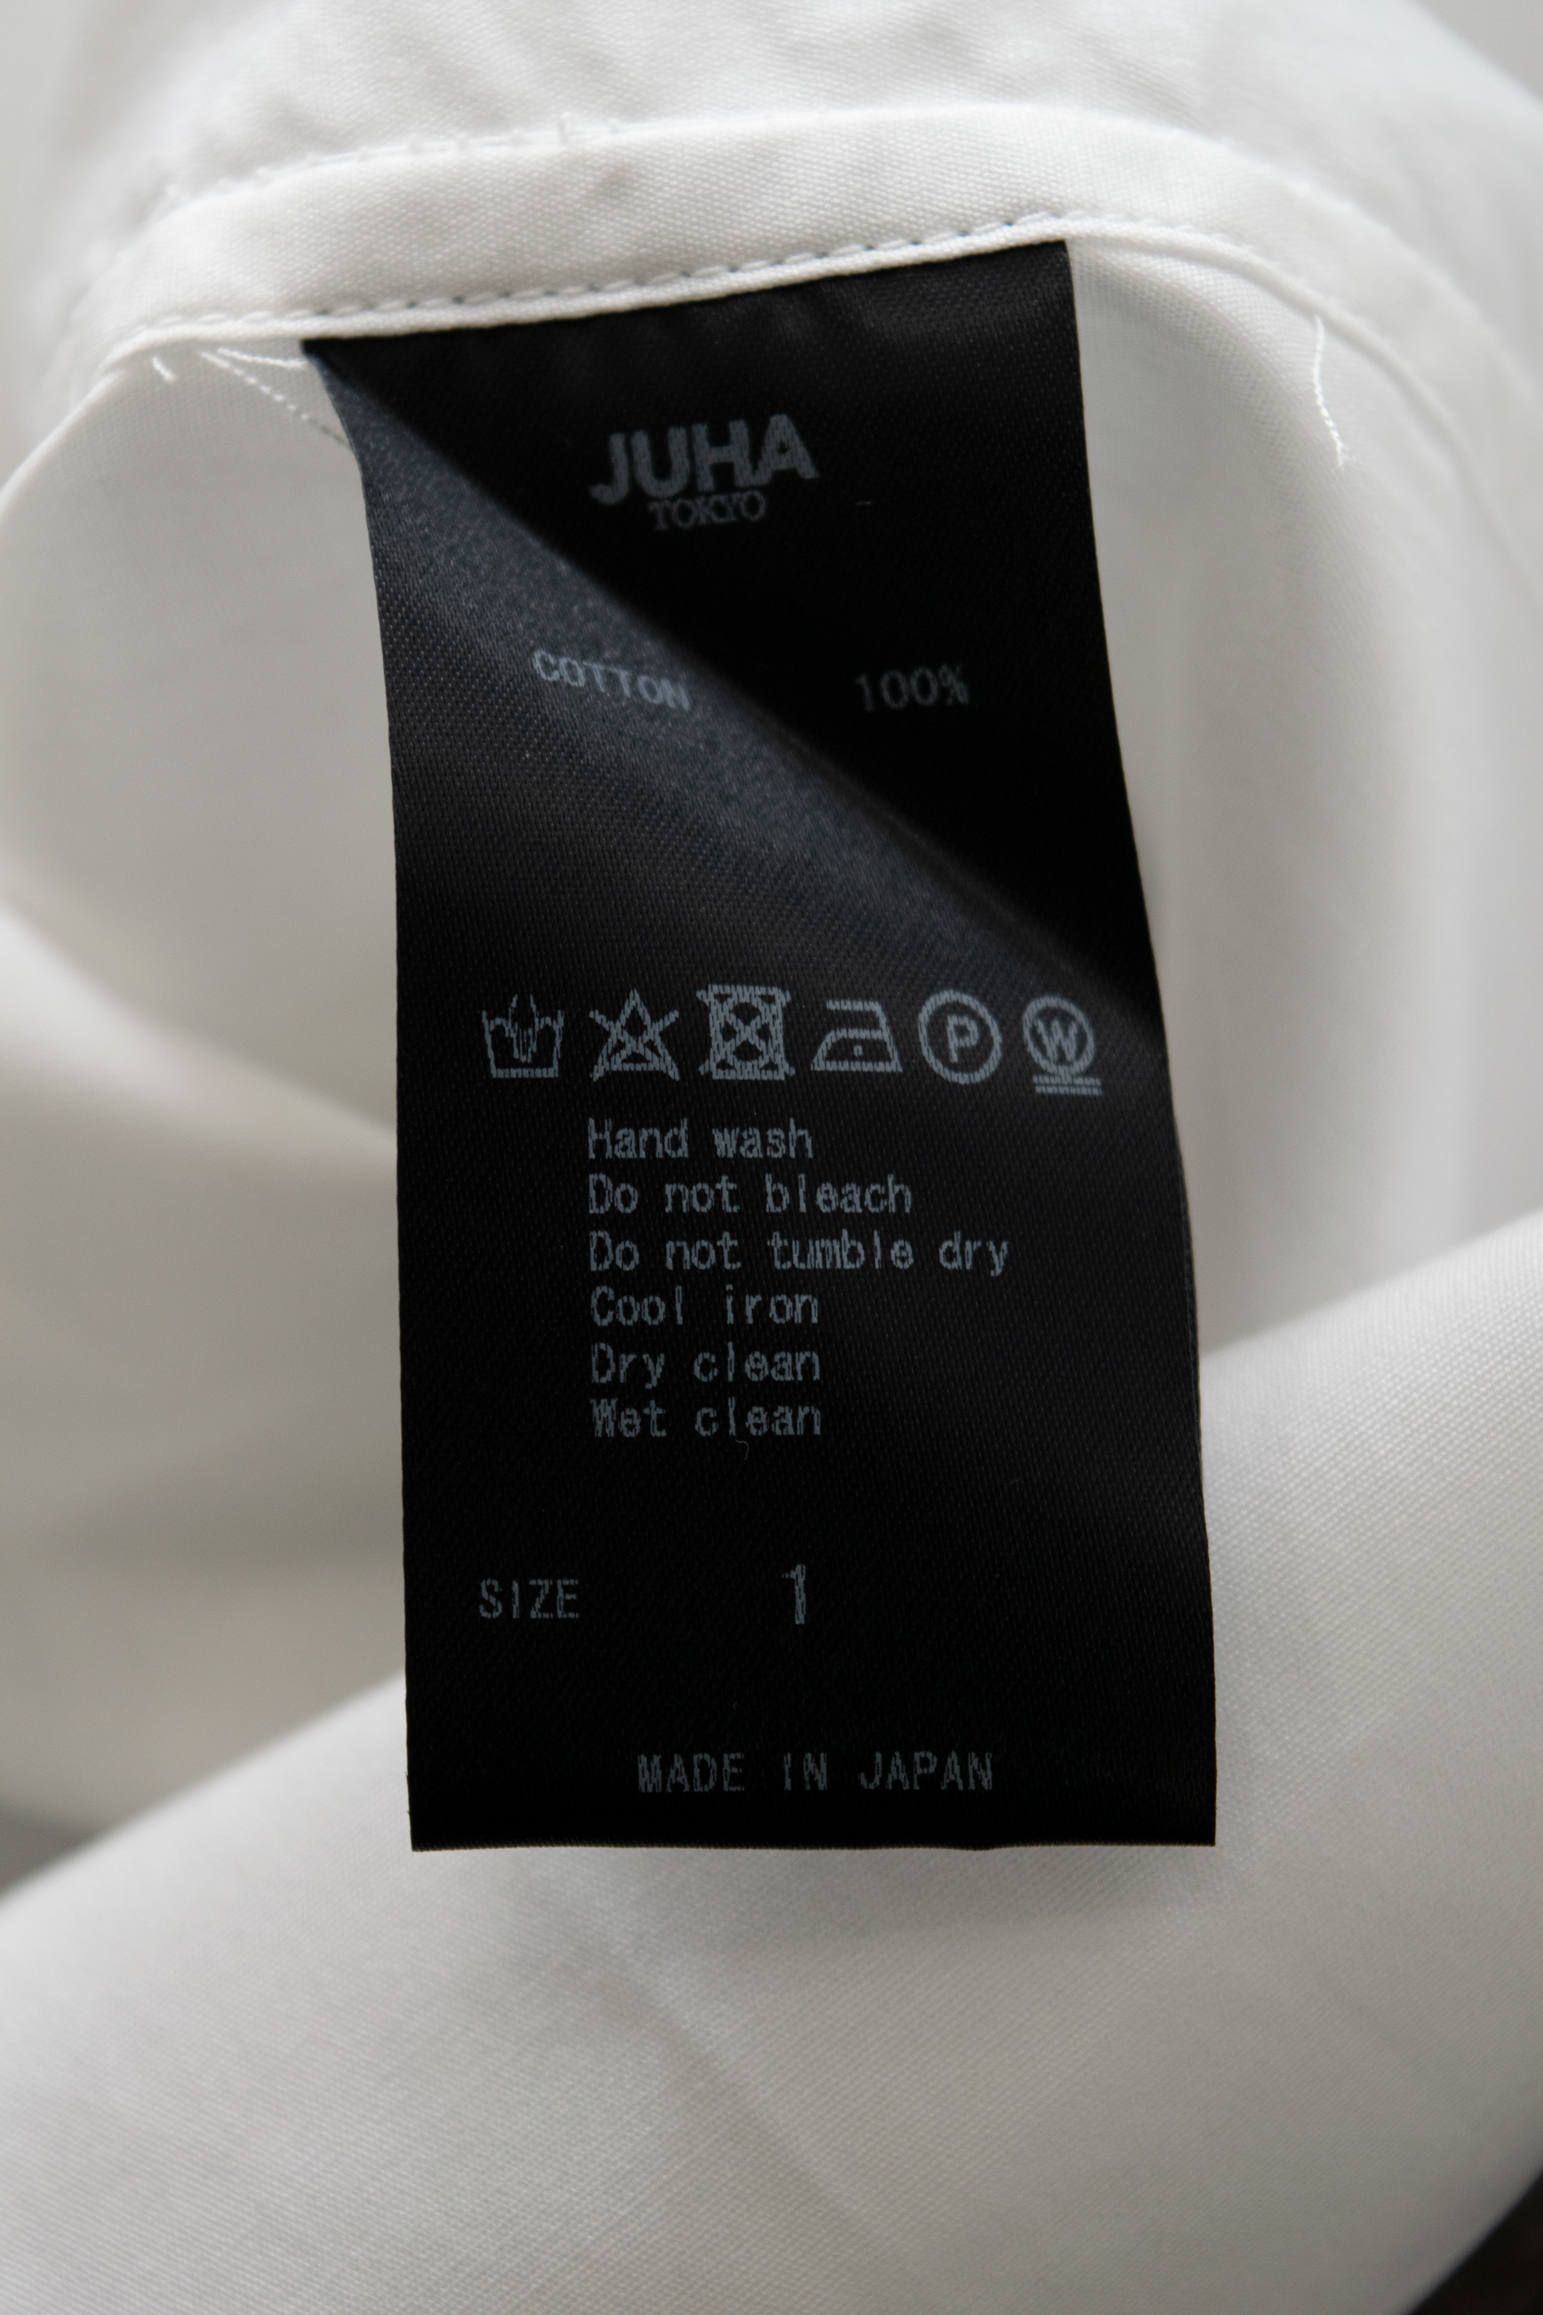 JUHA
TOKYO
COTTON 100%
P W
Hand wash
Do not bleach
Do not tumble dry
Cool iron
Dry clean
Wet clean
SIZE 1
MADE IN JAPAN